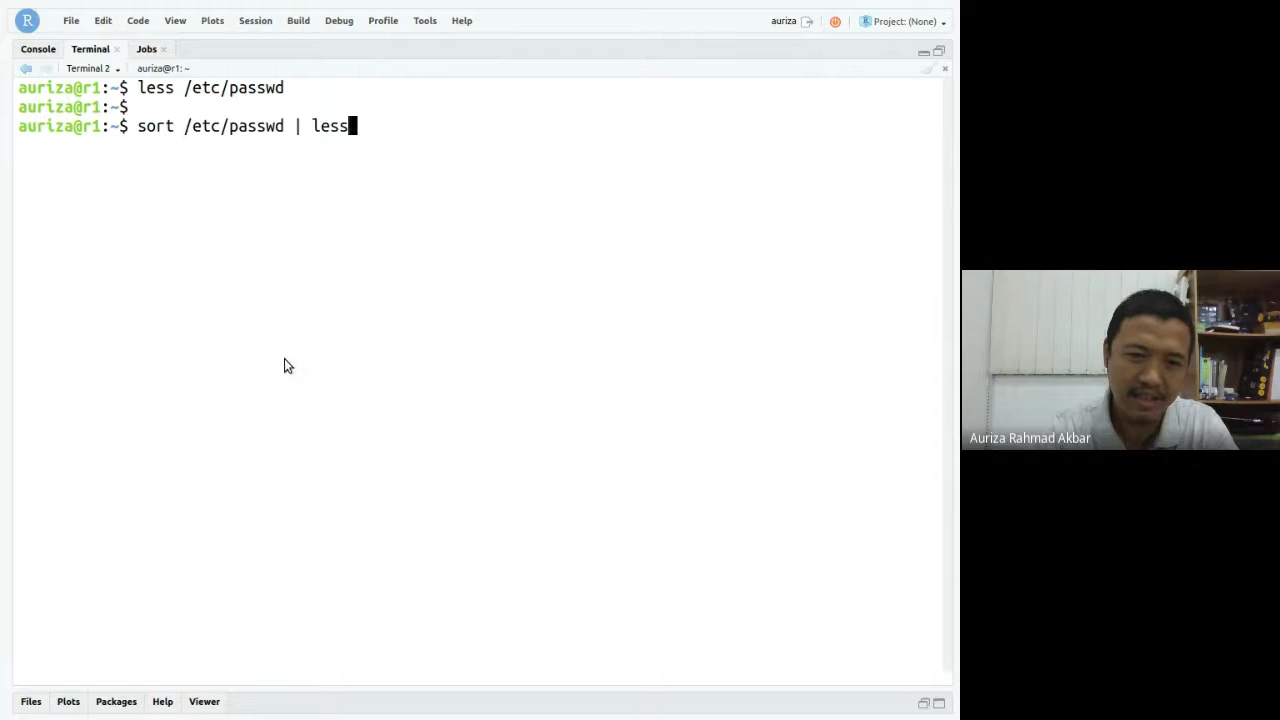 R File Edit Code View Plots Session Build Debug Profile Tools Help auriza Project: (None)
Console Terminal Jobs
Terminal 2 auriza@r1: ~
auriza@r1:~$ less /etc/passwd
auriza@r1:~$
auriza@r1:~$ sort /etc/passwd | less
Auriza Rahmad Akbar
Files Plots Packages Help Viewer